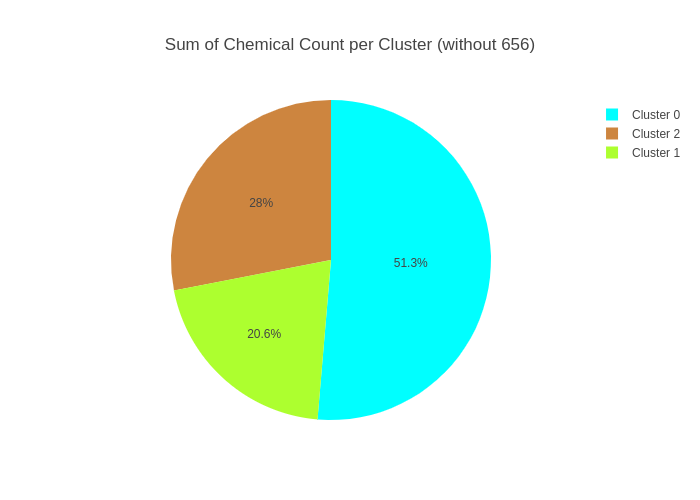 Sum of Chemical Count per Cluster (without 656)
Cluster 0
Cluster 2
Cluster 1
28%
51.3%
20.6%